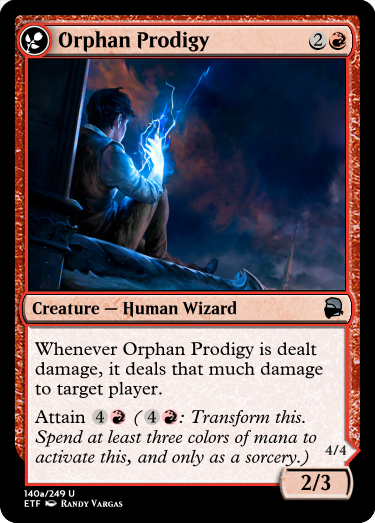 Orphan Prodigy 2
Creature — Human Wizard
Whenever Orphan Prodigy is dealt
damage, it deals that much damage
to target player.
Attain 4 ( 4 : Transform this.
Spend at least three colors of mana to
activate this, and only as a sorcery.)
4/4
2/3
140a/249 U
ETF Randy Vargas